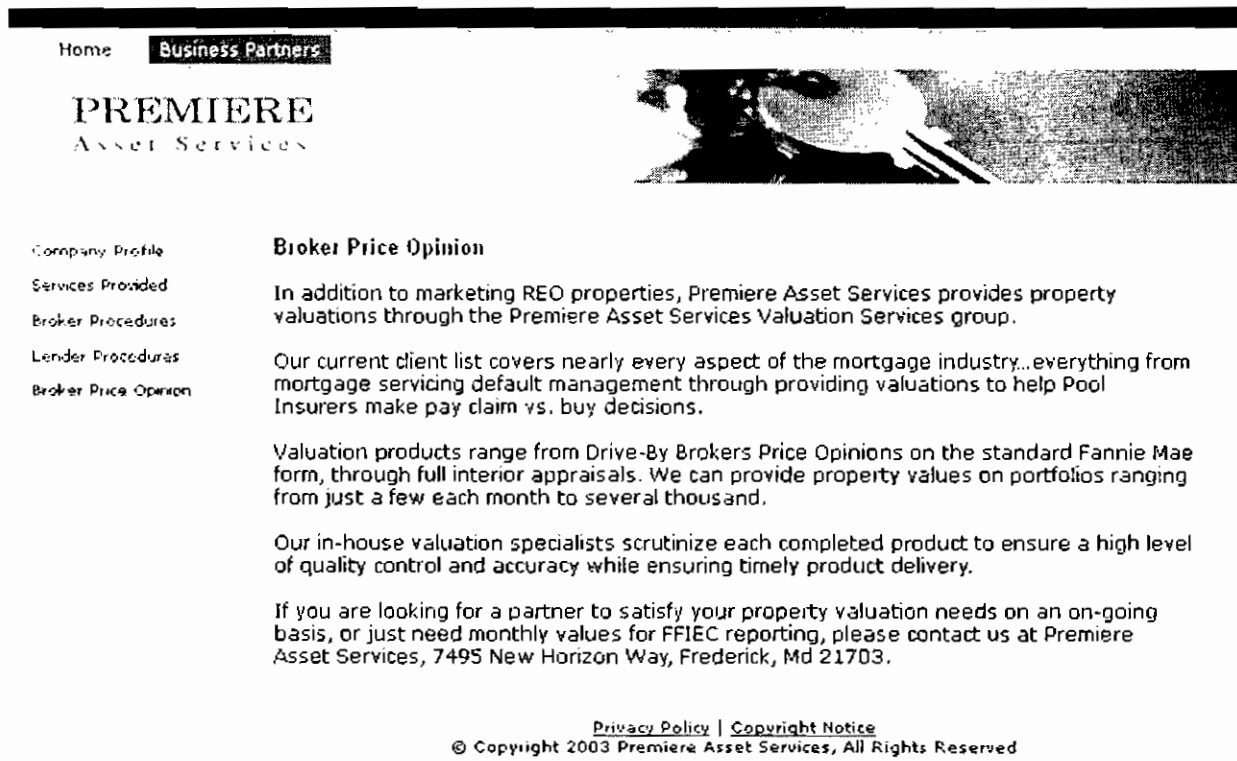 Home Business Partners
PREMIERE
Asset Services
Company Profile
Services Provided
Broker Procedures
Lender Procedures
Broker Price Opinion
Broker Price Opinion
In addition to marketing REO properties, Premiere Asset Services provides property
valuations through the Premiere Asset Services Valuation Services group.
Our current client list covers nearly every aspect of the mortgage industry...everything from
mortgage servicing default management through providing valuations to help Pool
Insurers make pay claim vs. buy decisions.
Valuation products range from Drive-By Brokers Price Opinions on the standard Fannie Mae
form, through full interior appraisals. We can provide property values on portfolios ranging
from just a few each month to several thousand.
Our in-house valuation specialists scrutinize each completed product to ensure a high level
of quality control and accuracy while ensuring timely product delivery.
If you are looking for a partner to satisfy your property valuation needs on an on-going
basis, or just need monthly values for FFIEC reporting, please contact us at Premiere
Asset Services, 7495 New Horizon Way, Frederick, Md 21703.
Privacy Policy | Copyright Notice
© Copyright 2003 Premiere Asset Services, All Rights Reserved